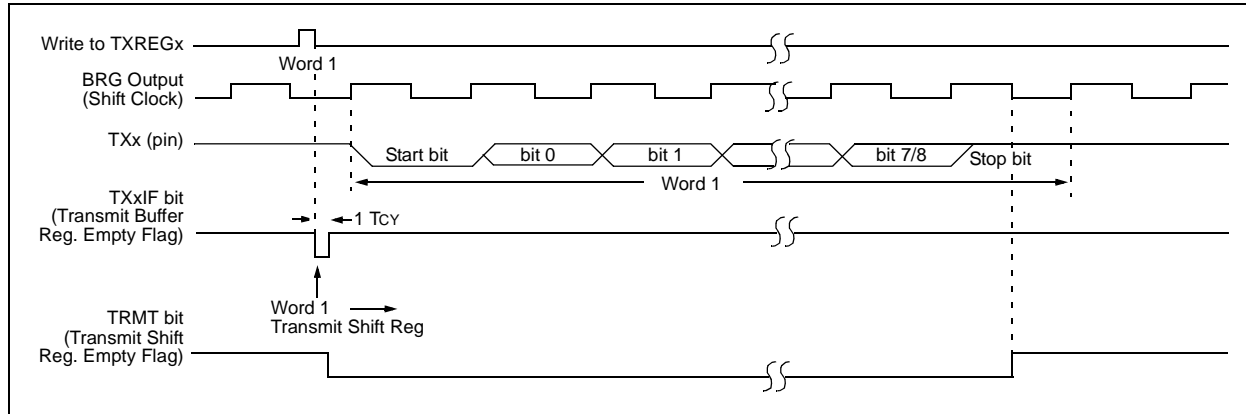 Write to TXREGx
Word 1
BRG Output
(Shift Clock)
TXx (pin)
Start bit
bit 0
bit 1
bit 7/8
Stop bit
Word 1
TXxIF bit
(Transmit Buffer
Reg. Empty Flag)
1 TCY
Word 1
Transmit Shift Reg
TRMT bit
(Transmit Shift
Reg. Empty Flag)